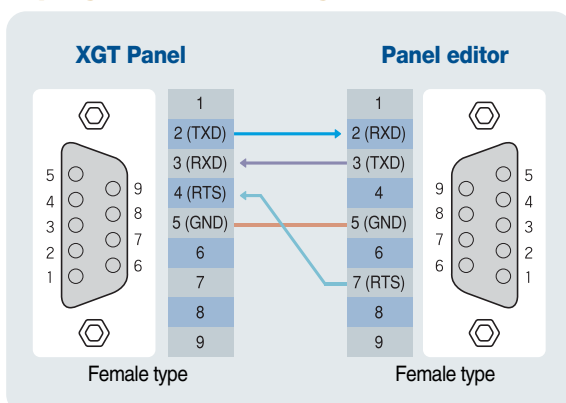 XGT Panel Panel editor
1 1
2 (TXD) 2 (RXD)
3 (RXD) 3 (TXD)
4 (RTS) 4
5 (GND) 5 (GND)
6 6
7 7 (RTS)
8 8
9 9
5 9 9 5
4 8 8 4
3 7 7 3
2 6 6 2
1 1
Female type Female type